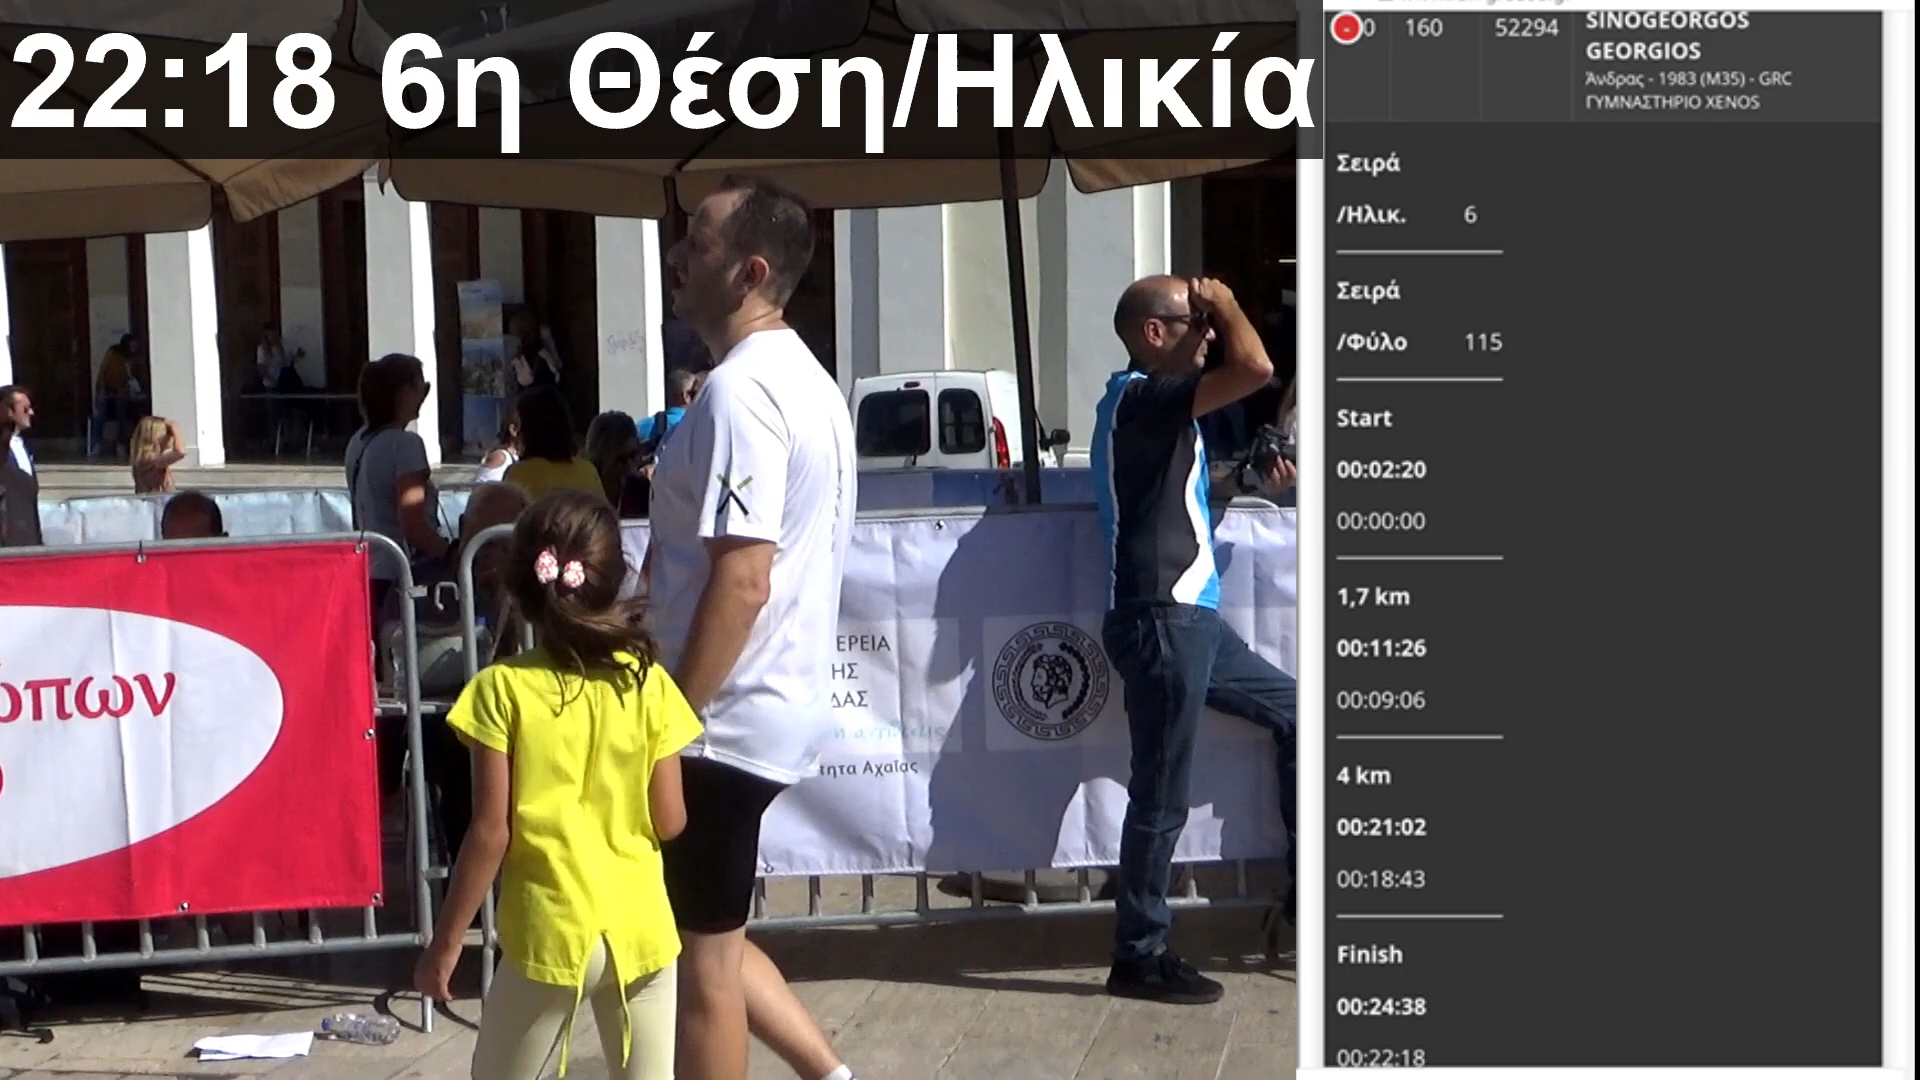 22:18 6η Θέση/Ηλικία
160
52294
SINOGEORGOS
GEORGIOS
Άνδρας - 1983 (M35) - GRC
ΓΥΜΝΑΣΤΗΡΙΟ XENOS
Σειρά
/Ηλικ. 6
Σειρά
/Φύλο 115
Start
00:02:20
00:00:00
1,7 km
00:11:26
00:09:06
4 km
00:21:02
00:18:43
Finish
00:24:38
00:22:18
ώπων
ΕΡΕΙΑ
ΗΣ
ΔΑΣ
τητα Αχαΐας